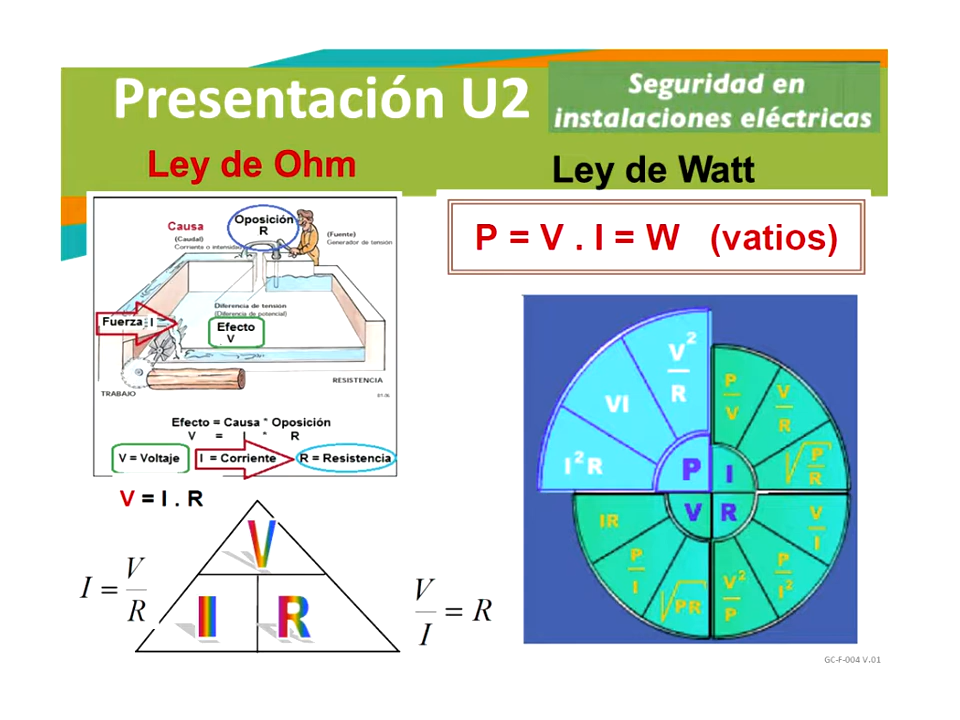 Presentación U2
Seguridad en
instalaciones eléctricas
Ley de Ohm
Ley de Watt
Causa
(Caudal)
Corriente o intensidad
Oposición
R
(Fuente)
Generador de tensión
Diferencia de tensión
(Diferencia de potencial)
Fuerza I
Efecto
V
RESISTENCIA
TRABAJO
Efecto = Causa * Oposición
V = I * R
V = Voltaje
I = Corriente
R = Resistencia
V = I . R
I = V/R
V
I
R
V/I = R
P = V . I = W (vatios)
V²/R
VI
I²R
P
P/V
V/R
√P/R
I
V
R
IR
P/I
√PR
V²/P
P/I²
V/I
GC-F-004 V.01